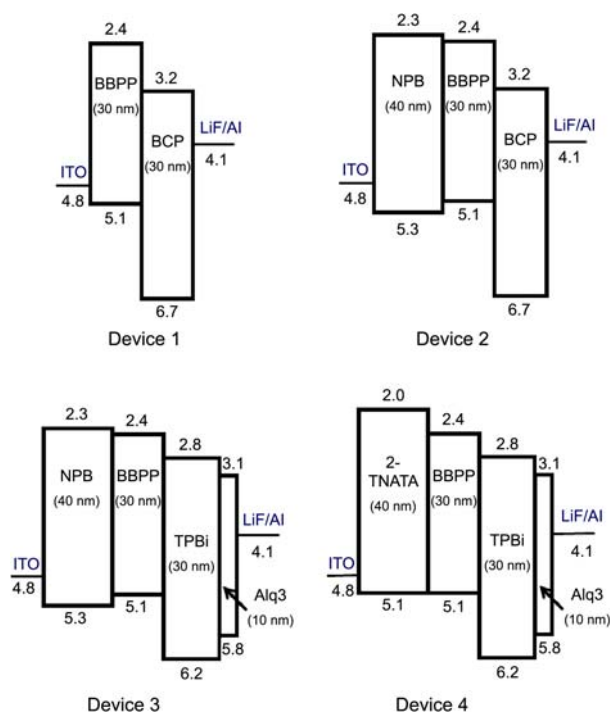 2.4
BBPP
(30 nm)
3.2
BCP
(30 nm)
LiF/Al
4.1
ITO
4.8
5.1
6.7
Device 1
2.3
NPB
(40 nm)
2.4
BBPP
(30 nm)
3.2
BCP
(30 nm)
LiF/Al
4.1
ITO
4.8
5.3
5.1
6.7
Device 2
2.3
NPB
(40 nm)
2.4
BBPP
(30 nm)
2.8
TPBi
(30 nm)
3.1
LiF/Al
4.1
ITO
4.8
5.3
5.1
Alq3
(10 nm)
5.8
6.2
Device 3
2.0
2-
TNATA
(40 nm)
2.4
BBPP
(30 nm)
2.8
TPBi
(30 nm)
3.1
LiF/Al
4.1
ITO
4.8
5.1
5.1
Alq3
(10 nm)
5.8
6.2
Device 4